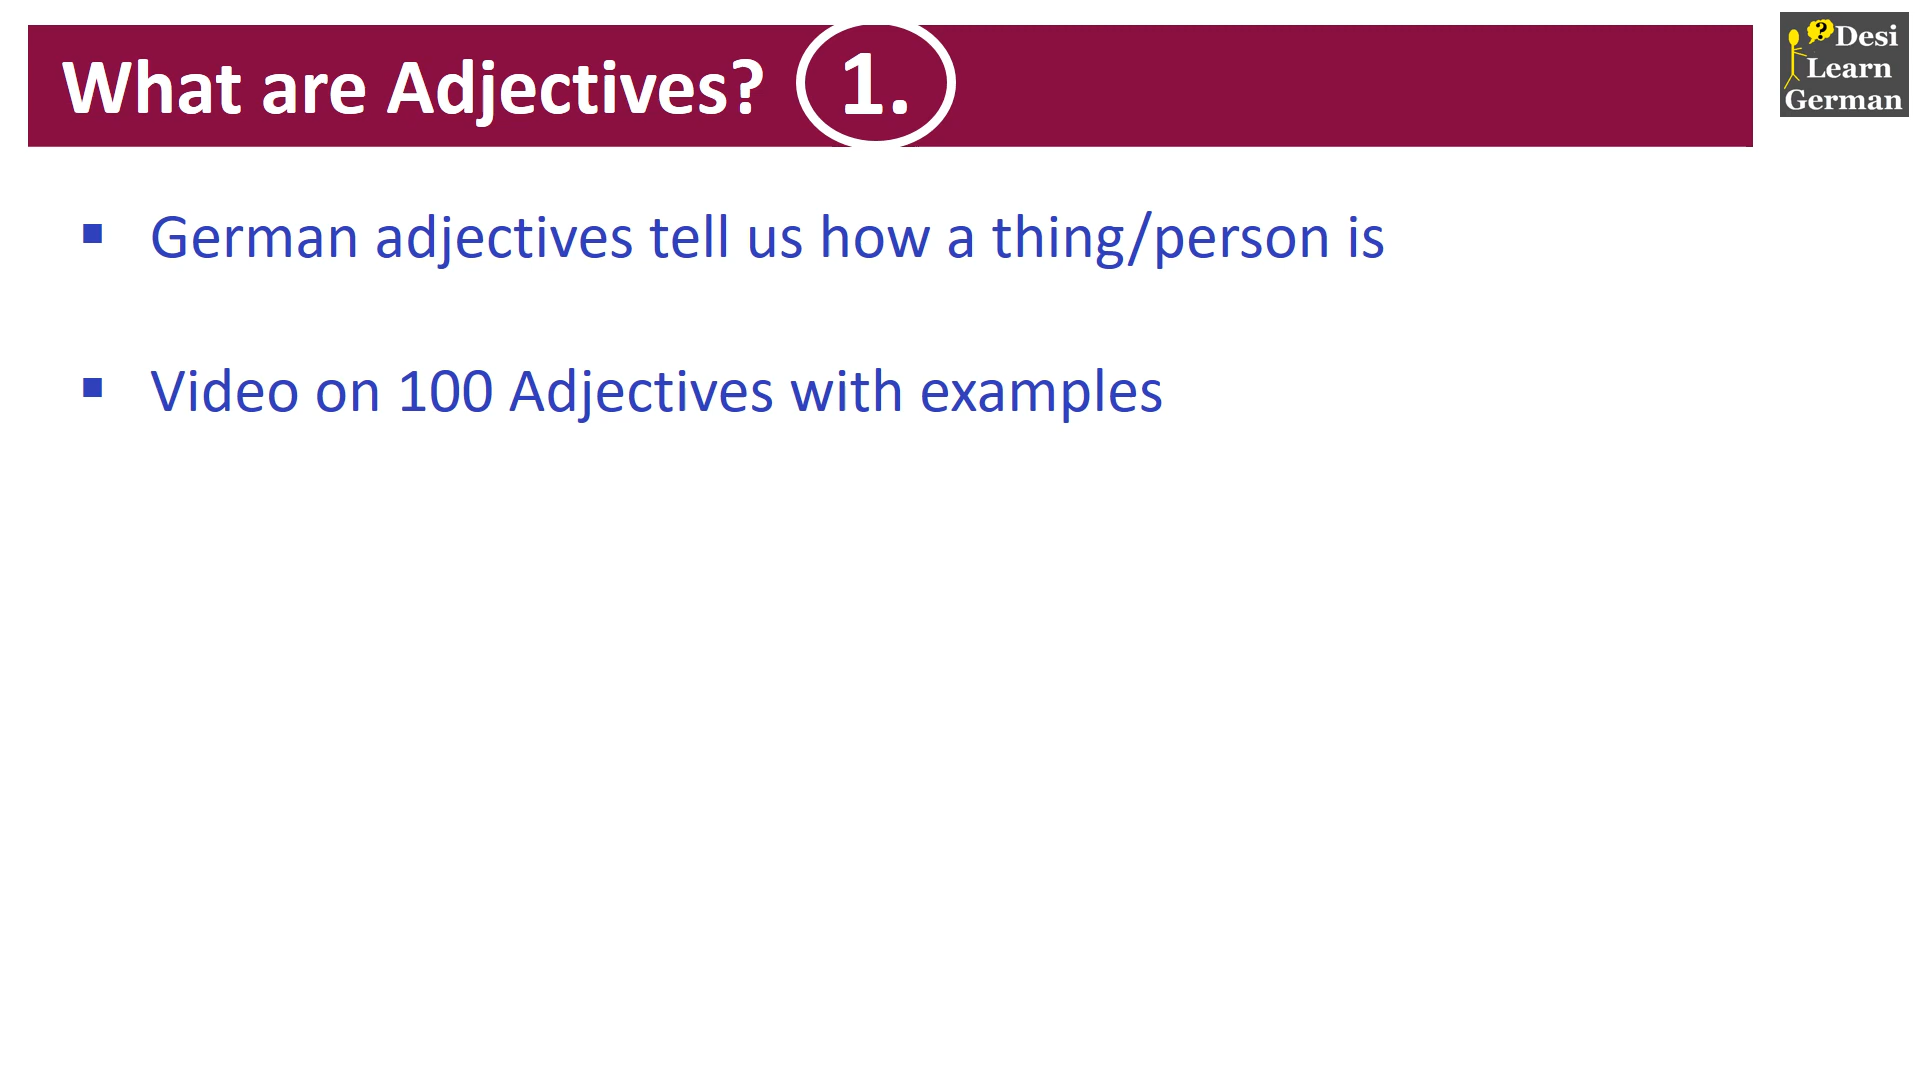 What are Adjectives? 1.
? Desi
Learn
German
▪ German adjectives tell us how a thing/person is
▪ Video on 100 Adjectives with examples